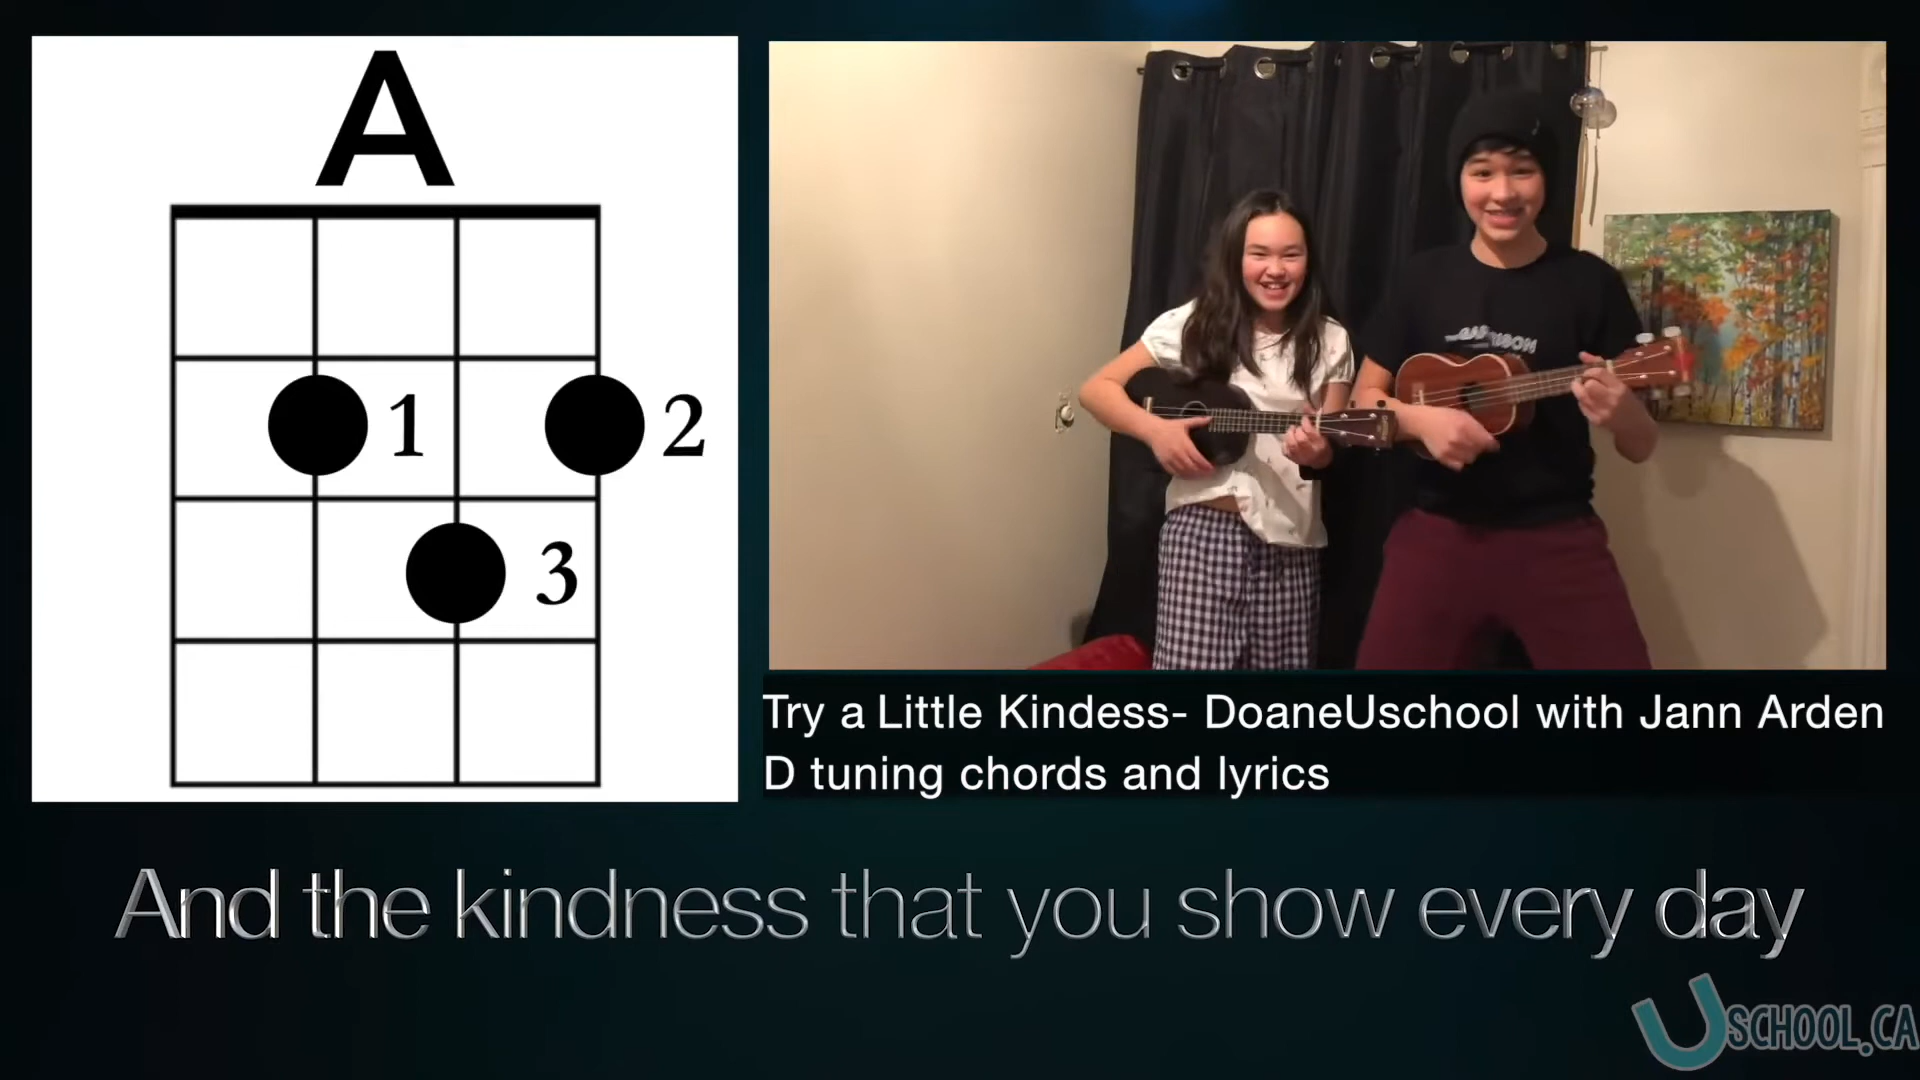 A
1
2
3
Try a Little Kindess- DoaneUschool with Jann Arden
D tuning chords and lyrics
And the kindness that you show every day
USCHOOL.CA